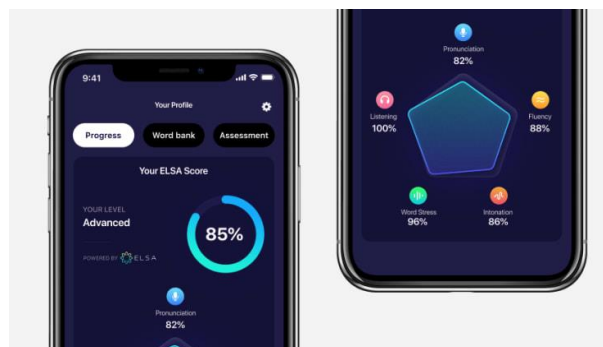 9:41
Your Profile
Progress
Word bank
Assessment
Your ELSA Score
YOUR LEVEL
Advanced
85%
POWERED BY ELSA
Pronunciation
82%
Pronunciation
82%
Listening
100%
Fluency
88%
Word Stress
96%
Intonation
86%